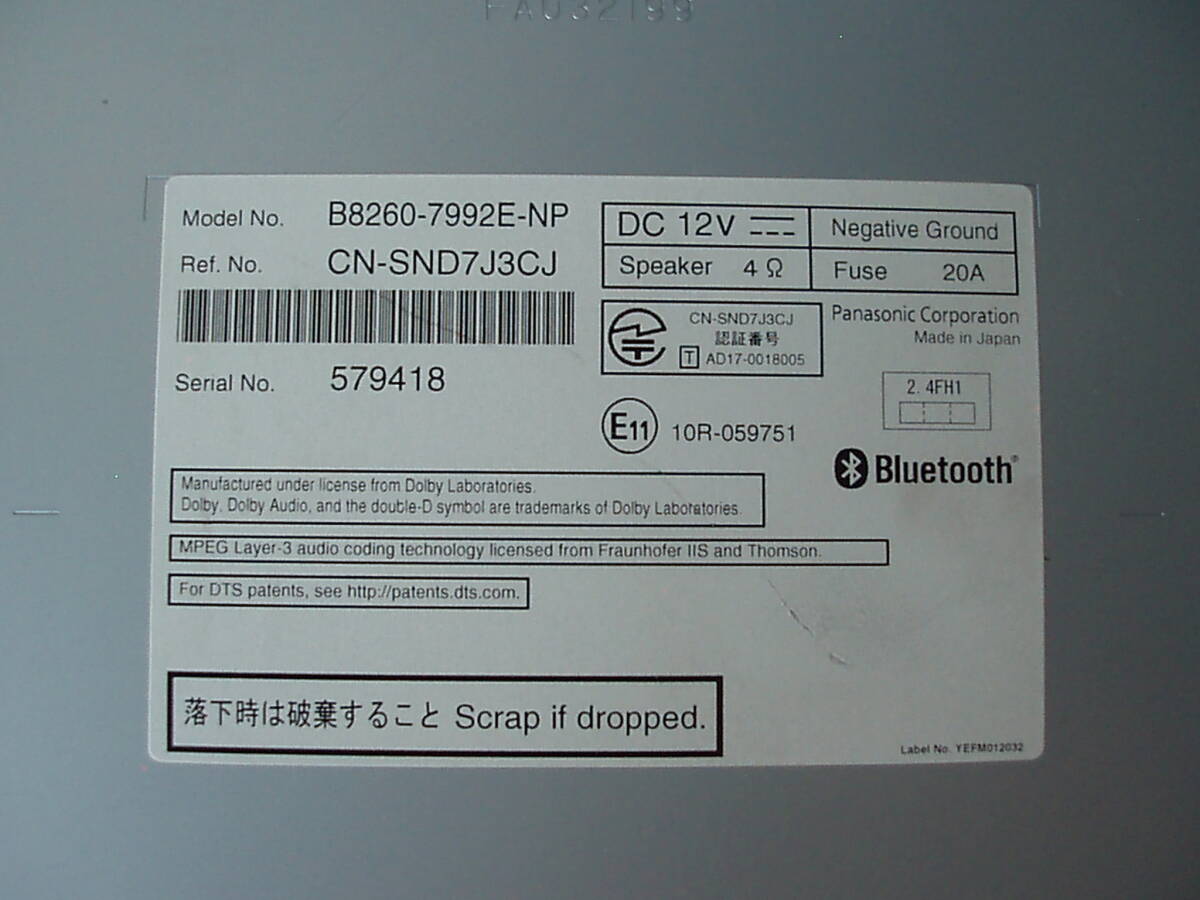 FA032199
Model No. B8260-7992E-NP
Ref. No. CN-SND7J3CJ
Serial No. 579418
DC 12V
Negative Ground
Speaker 4 Ω
Fuse 20A
CN-SND7J3CJ
認証番号
T AD17-0018005
Panasonic Corporation
Made in Japan
2.4FH1
E11 10R-059751
Bluetooth®
Manufactured under license from Dolby Laboratories.
Dolby, Dolby Audio, and the double-D symbol are trademarks of Dolby Laboratories.
MPEG Layer-3 audio coding technology licensed from Fraunhofer IIS and Thomson.
For DTS patents, see http://patents.dts.com.
落下時は破棄すること Scrap if dropped.
Label No. YEFM012032